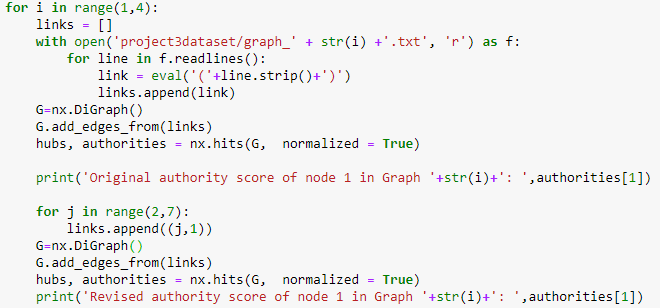 for i in range(1,4):
    links = []
    with open('project3dataset/graph_' + str(i) +'.txt', 'r') as f:
        for line in f.readlines():
            link = eval('('+line.strip()+')')
            links.append(link)
    G=nx.DiGraph()
    G.add_edges_from(links)
    hubs, authorities = nx.hits(G,  normalized = True)

    print('Original authority score of node 1 in Graph '+str(i)+': ',authorities[1])

    for j in range(2,7):
        links.append((j,1))
    G=nx.DiGraph()
    G.add_edges_from(links)
    hubs, authorities = nx.hits(G,  normalized = True)
    print('Revised authority score of node 1 in Graph '+str(i)+': ',authorities[1])